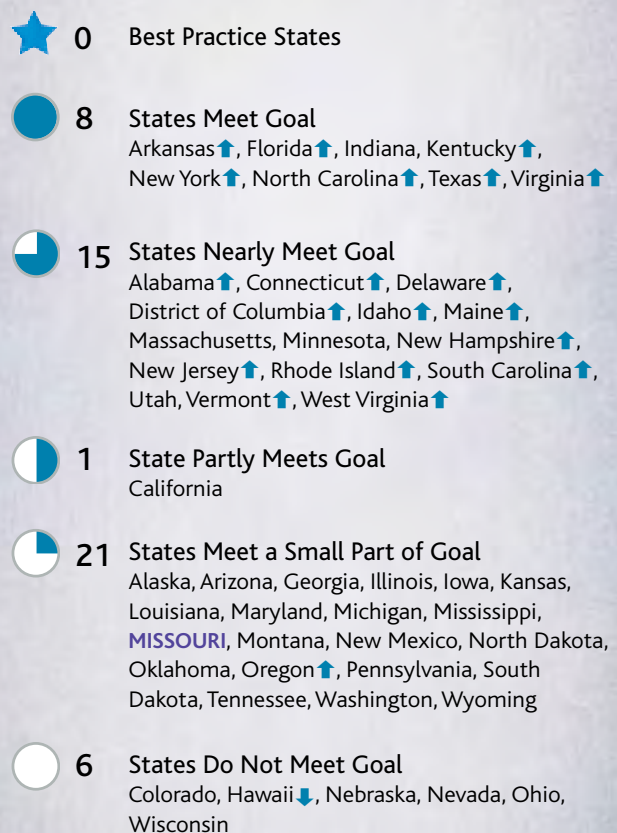 0 Best Practice States
8 States Meet Goal
Arkansas⬆, Florida⬆, Indiana, Kentucky⬆,
New York⬆, North Carolina⬆, Texas⬆, Virginia⬆
15 States Nearly Meet Goal
Alabama⬆, Connecticut⬆, Delaware⬆,
District of Columbia⬆, Idaho⬆, Maine⬆,
Massachusetts, Minnesota, New Hampshire⬆,
New Jersey⬆, Rhode Island⬆, South Carolina⬆,
Utah, Vermont⬆, West Virginia⬆
1 State Partly Meets Goal
California
21 States Meet a Small Part of Goal
Alaska, Arizona, Georgia, Illinois, Iowa, Kansas,
Louisiana, Maryland, Michigan, Mississippi,
MISSOURI, Montana, New Mexico, North Dakota,
Oklahoma, Oregon⬆, Pennsylvania, South
Dakota, Tennessee, Washington, Wyoming
6 States Do Not Meet Goal
Colorado, Hawaii⬇, Nebraska, Nevada, Ohio,
Wisconsin